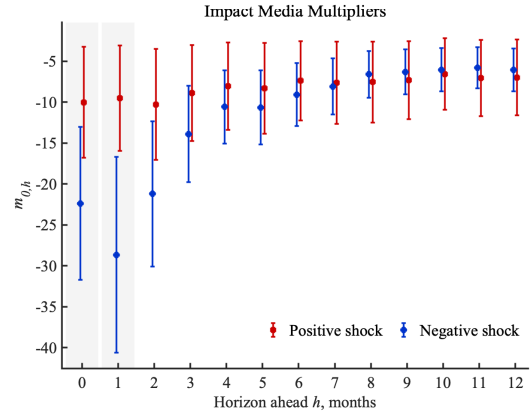 Impact Media Multipliers
-5
-10
-15
-20
-25
-30
-35
-40
m0,h
Positive shock Negative shock
0 1 2 3 4 5 6 7 8 9 10 11 12
Horizon ahead h, months